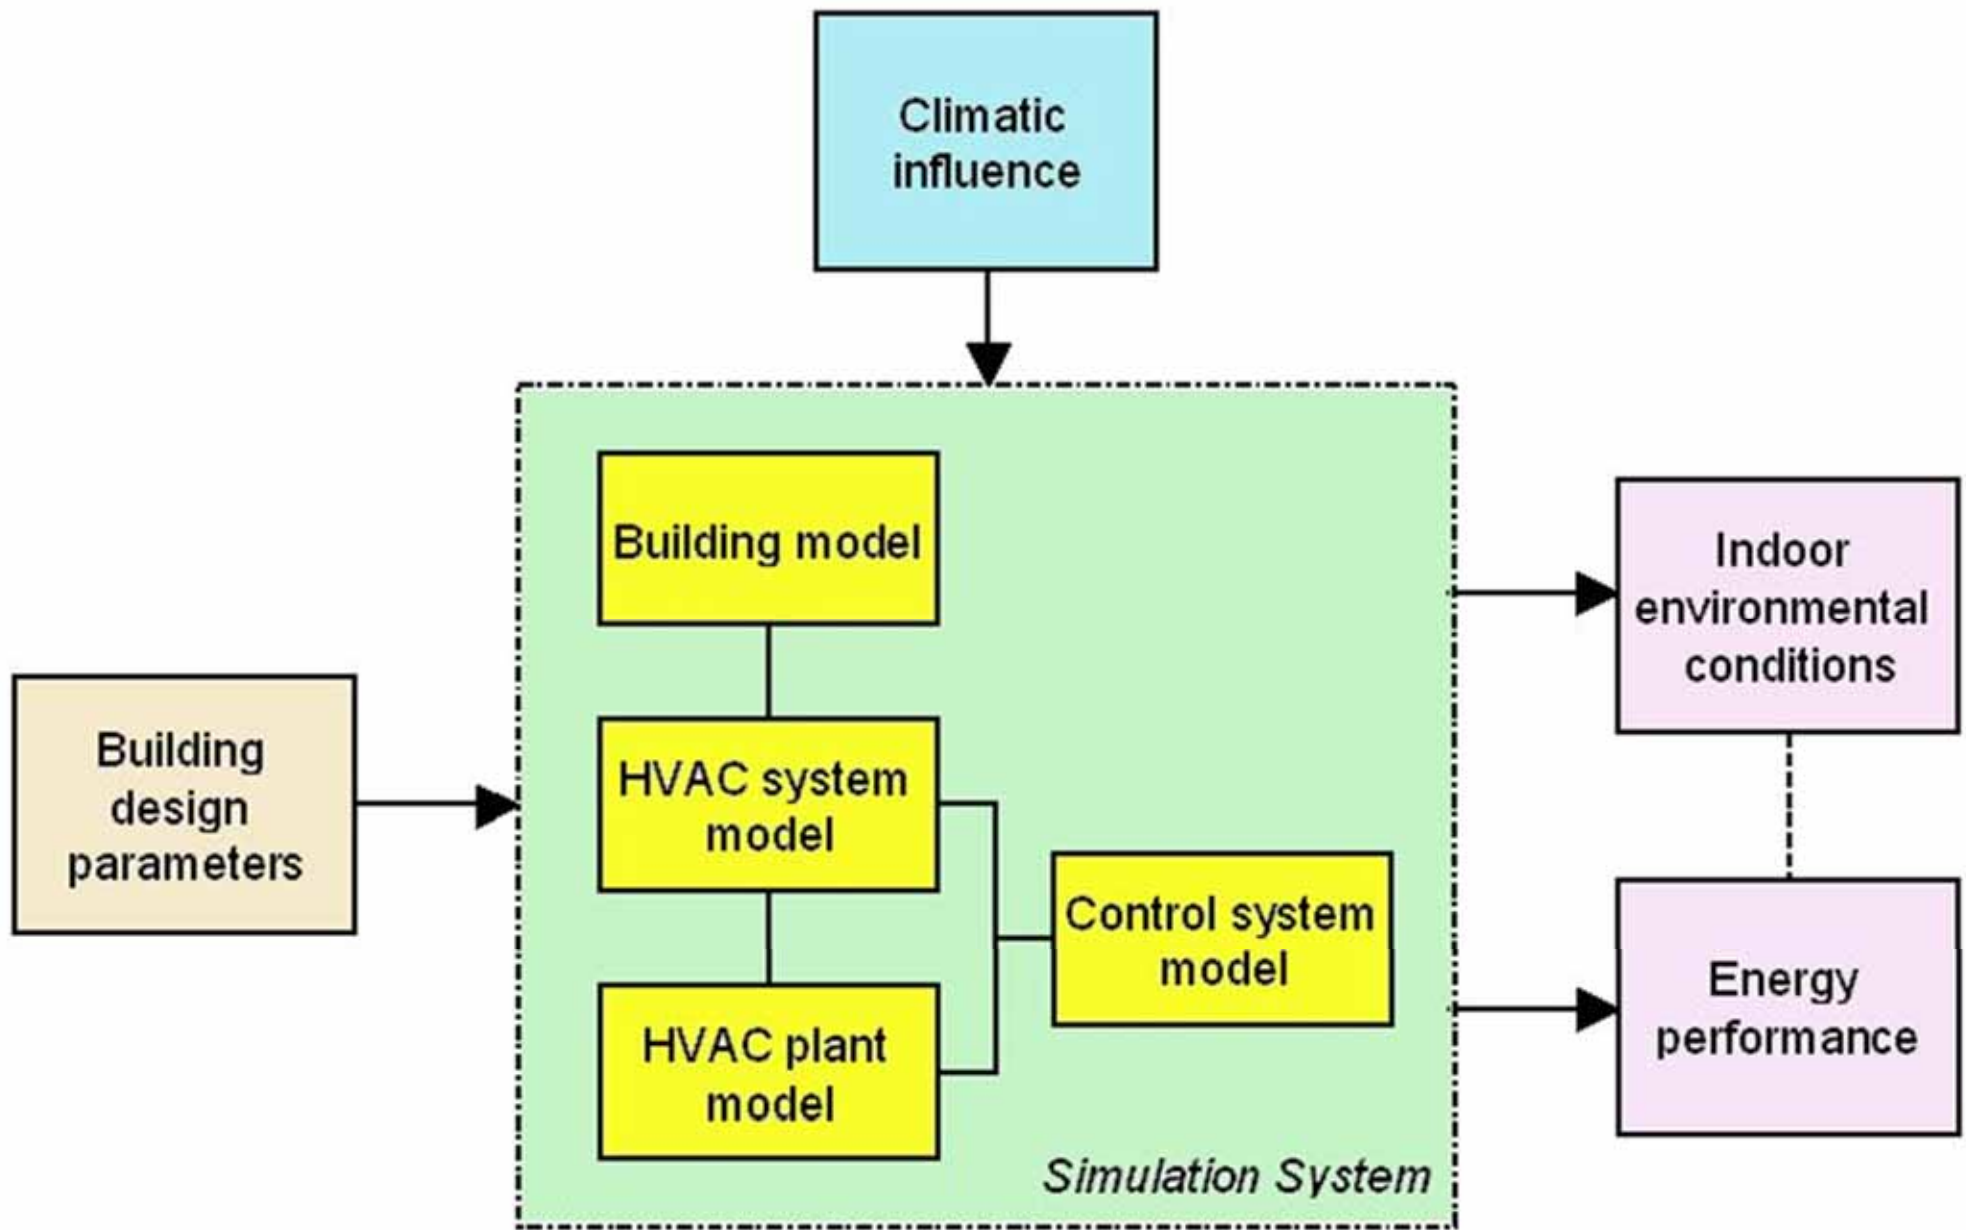 Climatic
influence
Building model
Indoor
environmental
conditions
Building
design
parameters
HVAC system
model
Control system
model
Energy
performance
HVAC plant
model
Simulation System